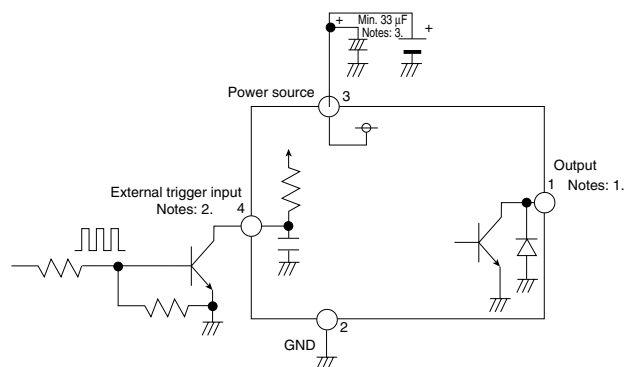 + Min. 33 μF +
Notes: 3.
Power source
3
Output
1 Notes: 1.
External trigger input
Notes: 2.
4
2
GND